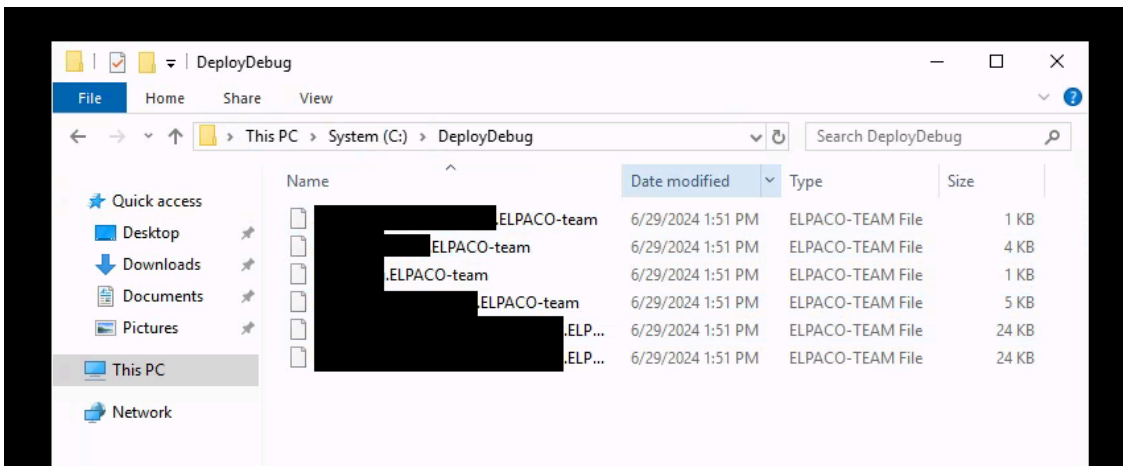 DeployDebug
File Home Share View
This PC > System (C:) > DeployDebug Search DeployDebug
Name Date modified Type Size
Quick access
Desktop
Downloads
Documents
Pictures
This PC
Network
.ELPACO-team 6/29/2024 1:51 PM ELPACO-TEAM File 1 KB
.ELPACO-team 6/29/2024 1:51 PM ELPACO-TEAM File 4 KB
.ELPACO-team 6/29/2024 1:51 PM ELPACO-TEAM File 1 KB
.ELPACO-team 6/29/2024 1:51 PM ELPACO-TEAM File 5 KB
.ELP... 6/29/2024 1:51 PM ELPACO-TEAM File 24 KB
.ELP... 6/29/2024 1:51 PM ELPACO-TEAM File 24 KB